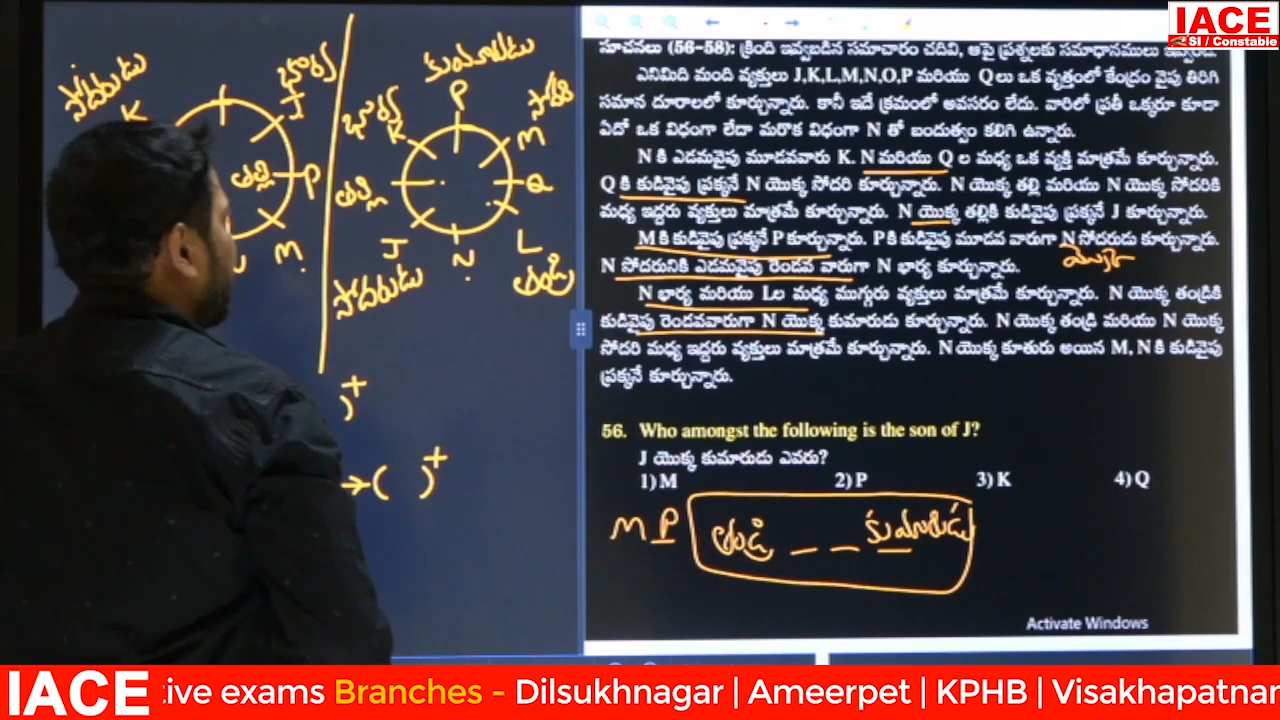 IACE
SI / Constable
సూచనలు (56-58): క్రింది ఇవ్వబడిన సమాచారం చదివి, ఆపై ప్రశ్నలకు సమాధానములు ఇవ్వండి.
ఎనిమిది మంది వ్యక్తులు J,K,L,M,N,O,P మరియు Q లు ఒక వృత్తంలో కేంద్రం వైపు తిరిగి
సమాన దూరాలలో కూర్చున్నారు. కానీ ఇదే క్రమంలో అవసరం లేదు. వారిలో ప్రతీ ఒక్కరూ కూడా
ఏదో ఒక విధంగా లేదా మరొక విధంగా N తో బంధుత్వం కలిగి ఉన్నారు.
N కి ఎడమవైపు మూడవవారు K. N మరియు Q ల మధ్య ఒక వ్యక్తి మాత్రమే కూర్చున్నారు.
Q కి కుడివైపు ప్రక్కనే N యొక్క సోదరి కూర్చున్నారు. N యొక్క తల్లి మరియు N యొక్క సోదరికి
మధ్య ఇద్దరు వ్యక్తులు మాత్రమే కూర్చున్నారు. N యొక్క తల్లికి కుడివైపు ప్రక్కనే J కూర్చున్నారు.
M కి కుడివైపు ప్రక్కనే P కూర్చున్నారు. P కి కుడివైపు మూడవ వారుగా N సోదరుడు కూర్చున్నారు.
N సోదరునికి ఎడమవైపు రెండవ వారుగా N భార్య కూర్చున్నారు.
N భార్య మరియు L ల మధ్య ముగ్గురు వ్యక్తులు మాత్రమే కూర్చున్నారు. N యొక్క తండ్రికి
కుడివైపు రెండవవారుగా N యొక్క కుమారుడు కూర్చున్నారు. N యొక్క తండ్రి మరియు N యొక్క
సోదరి మధ్య ఇద్దరు వ్యక్తులు మాత్రమే కూర్చున్నారు. N యొక్క కూతురు అయిన M, N కి కుడివైపు
ప్రక్కనే కూర్చున్నారు.
56. Who amongst the following is the son of J?
J యొక్క కుమారుడు ఎవరు?
1) M 2) P 3) K 4) Q
M P తండ్రి _ _ కుమారుడు
సోదరుడు
K
భార్య
J
తల్లి
P
M
కుమారుడు
P
భార్య
K
M
తల్లి
Q
J
N
L
సోదరుడు
తండ్రి
Activate Windows
IACE tive exams Branches - Dilsukhnagar | Ameerpet | KPHB | Visakhapatnar